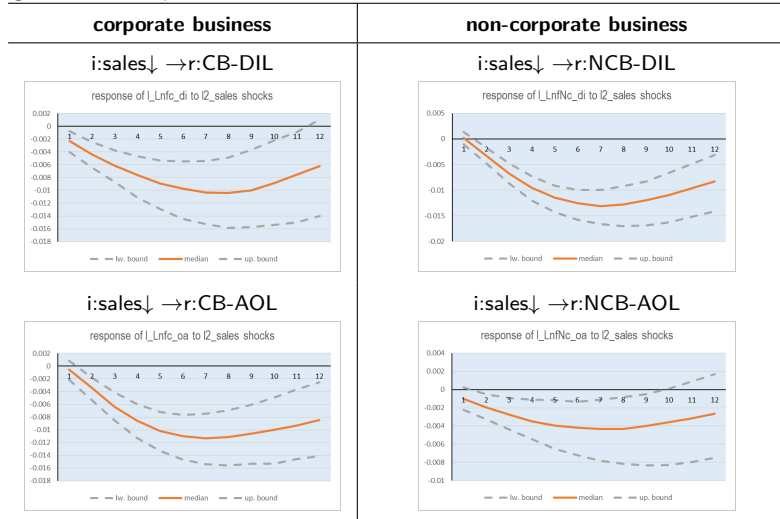 corporate business
non-corporate business
i:sales↓ →r:CB-DIL
i:sales↓ →r:NCB-DIL
response of l_Lnfc_di to l2_sales shocks
0.002
0
-0.002
-0.004
-0.006
-0.008
-0.01
-0.012
-0.014
-0.016
-0.018
1 2 3 4 5 6 7 8 9 10 11 12
lw. bound median up. bound
response of l_LnfNc_di to l2_sales shocks
0.005
0
-0.005
-0.01
-0.015
-0.02
1 2 3 4 5 6 7 8 9 10 11 12
lw. bound median up. bound
i:sales↓ →r:CB-AOL
i:sales↓ →r:NCB-AOL
response of l_Lnfc_oa to l2_sales shocks
0.002
0
-0.002
-0.004
-0.006
-0.008
-0.01
-0.012
-0.014
-0.016
-0.018
1 2 3 4 5 6 7 8 9 10 11 12
lw. bound median up. bound
response of l_LnfNc_oa to l2_sales shocks
0.004
0.002
0
-0.002
-0.004
-0.006
-0.008
-0.01
1 2 3 4 5 6 7 8 9 10 11 12
lw. bound median up. bound